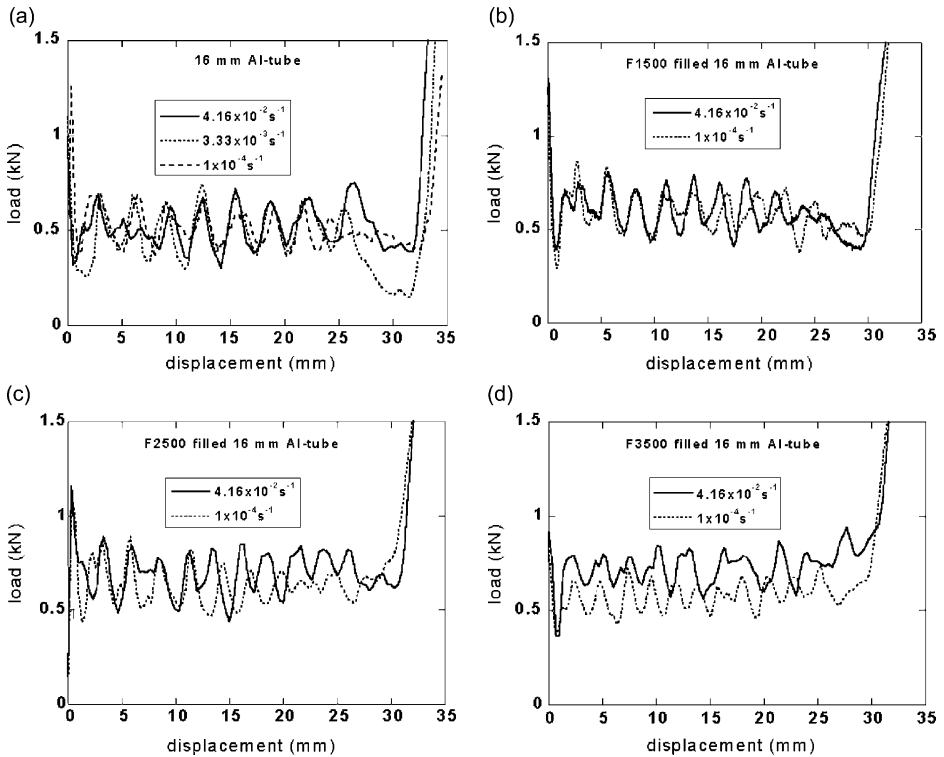 (a)
1.5
1
0.5
0
load (kN)
16 mm Al-tube
4.16x10⁻²s⁻¹
3.33x10⁻³s⁻¹
1x10⁻⁴s⁻¹
0 5 10 15 20 25 30 35
displacement (mm)
(b)
1.5
1
0.5
0
load (kN)
F1500 filled 16 mm Al-tube
4.16x10⁻²s⁻¹
1x10⁻⁴s⁻¹
0 5 10 15 20 25 30 35
displacement (mm)
(c)
1.5
1
0.5
0
load (kN)
F2500 filled 16 mm Al-tube
4.16x10⁻²s⁻¹
1x10⁻⁴s⁻¹
0 5 10 15 20 25 30 35
displacement (mm)
(d)
1.5
1
0.5
0
load (kN)
F3500 filled 16 mm Al-tube
4.16x10⁻²s⁻¹
1x10⁻⁴s⁻¹
0 5 10 15 20 25 30 35
displacement (mm)